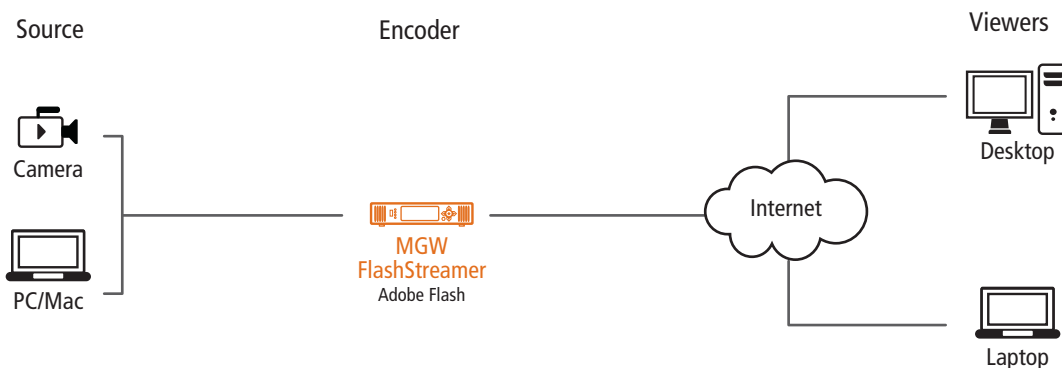 Source
Encoder
Viewers
Camera
PC/Mac
MGW
FlashStreamer
Adobe Flash
Internet
Desktop
Laptop